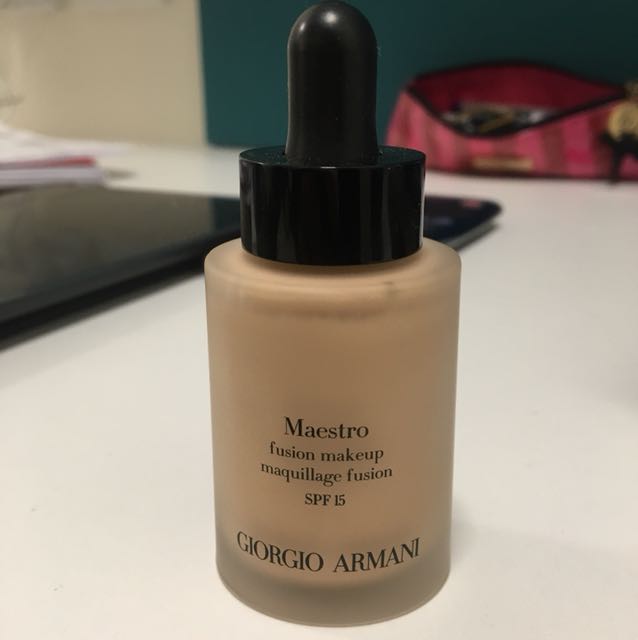 Maestro
fusion makeup
maquillage fusion
SPF 15
GIORGIO ARMANI